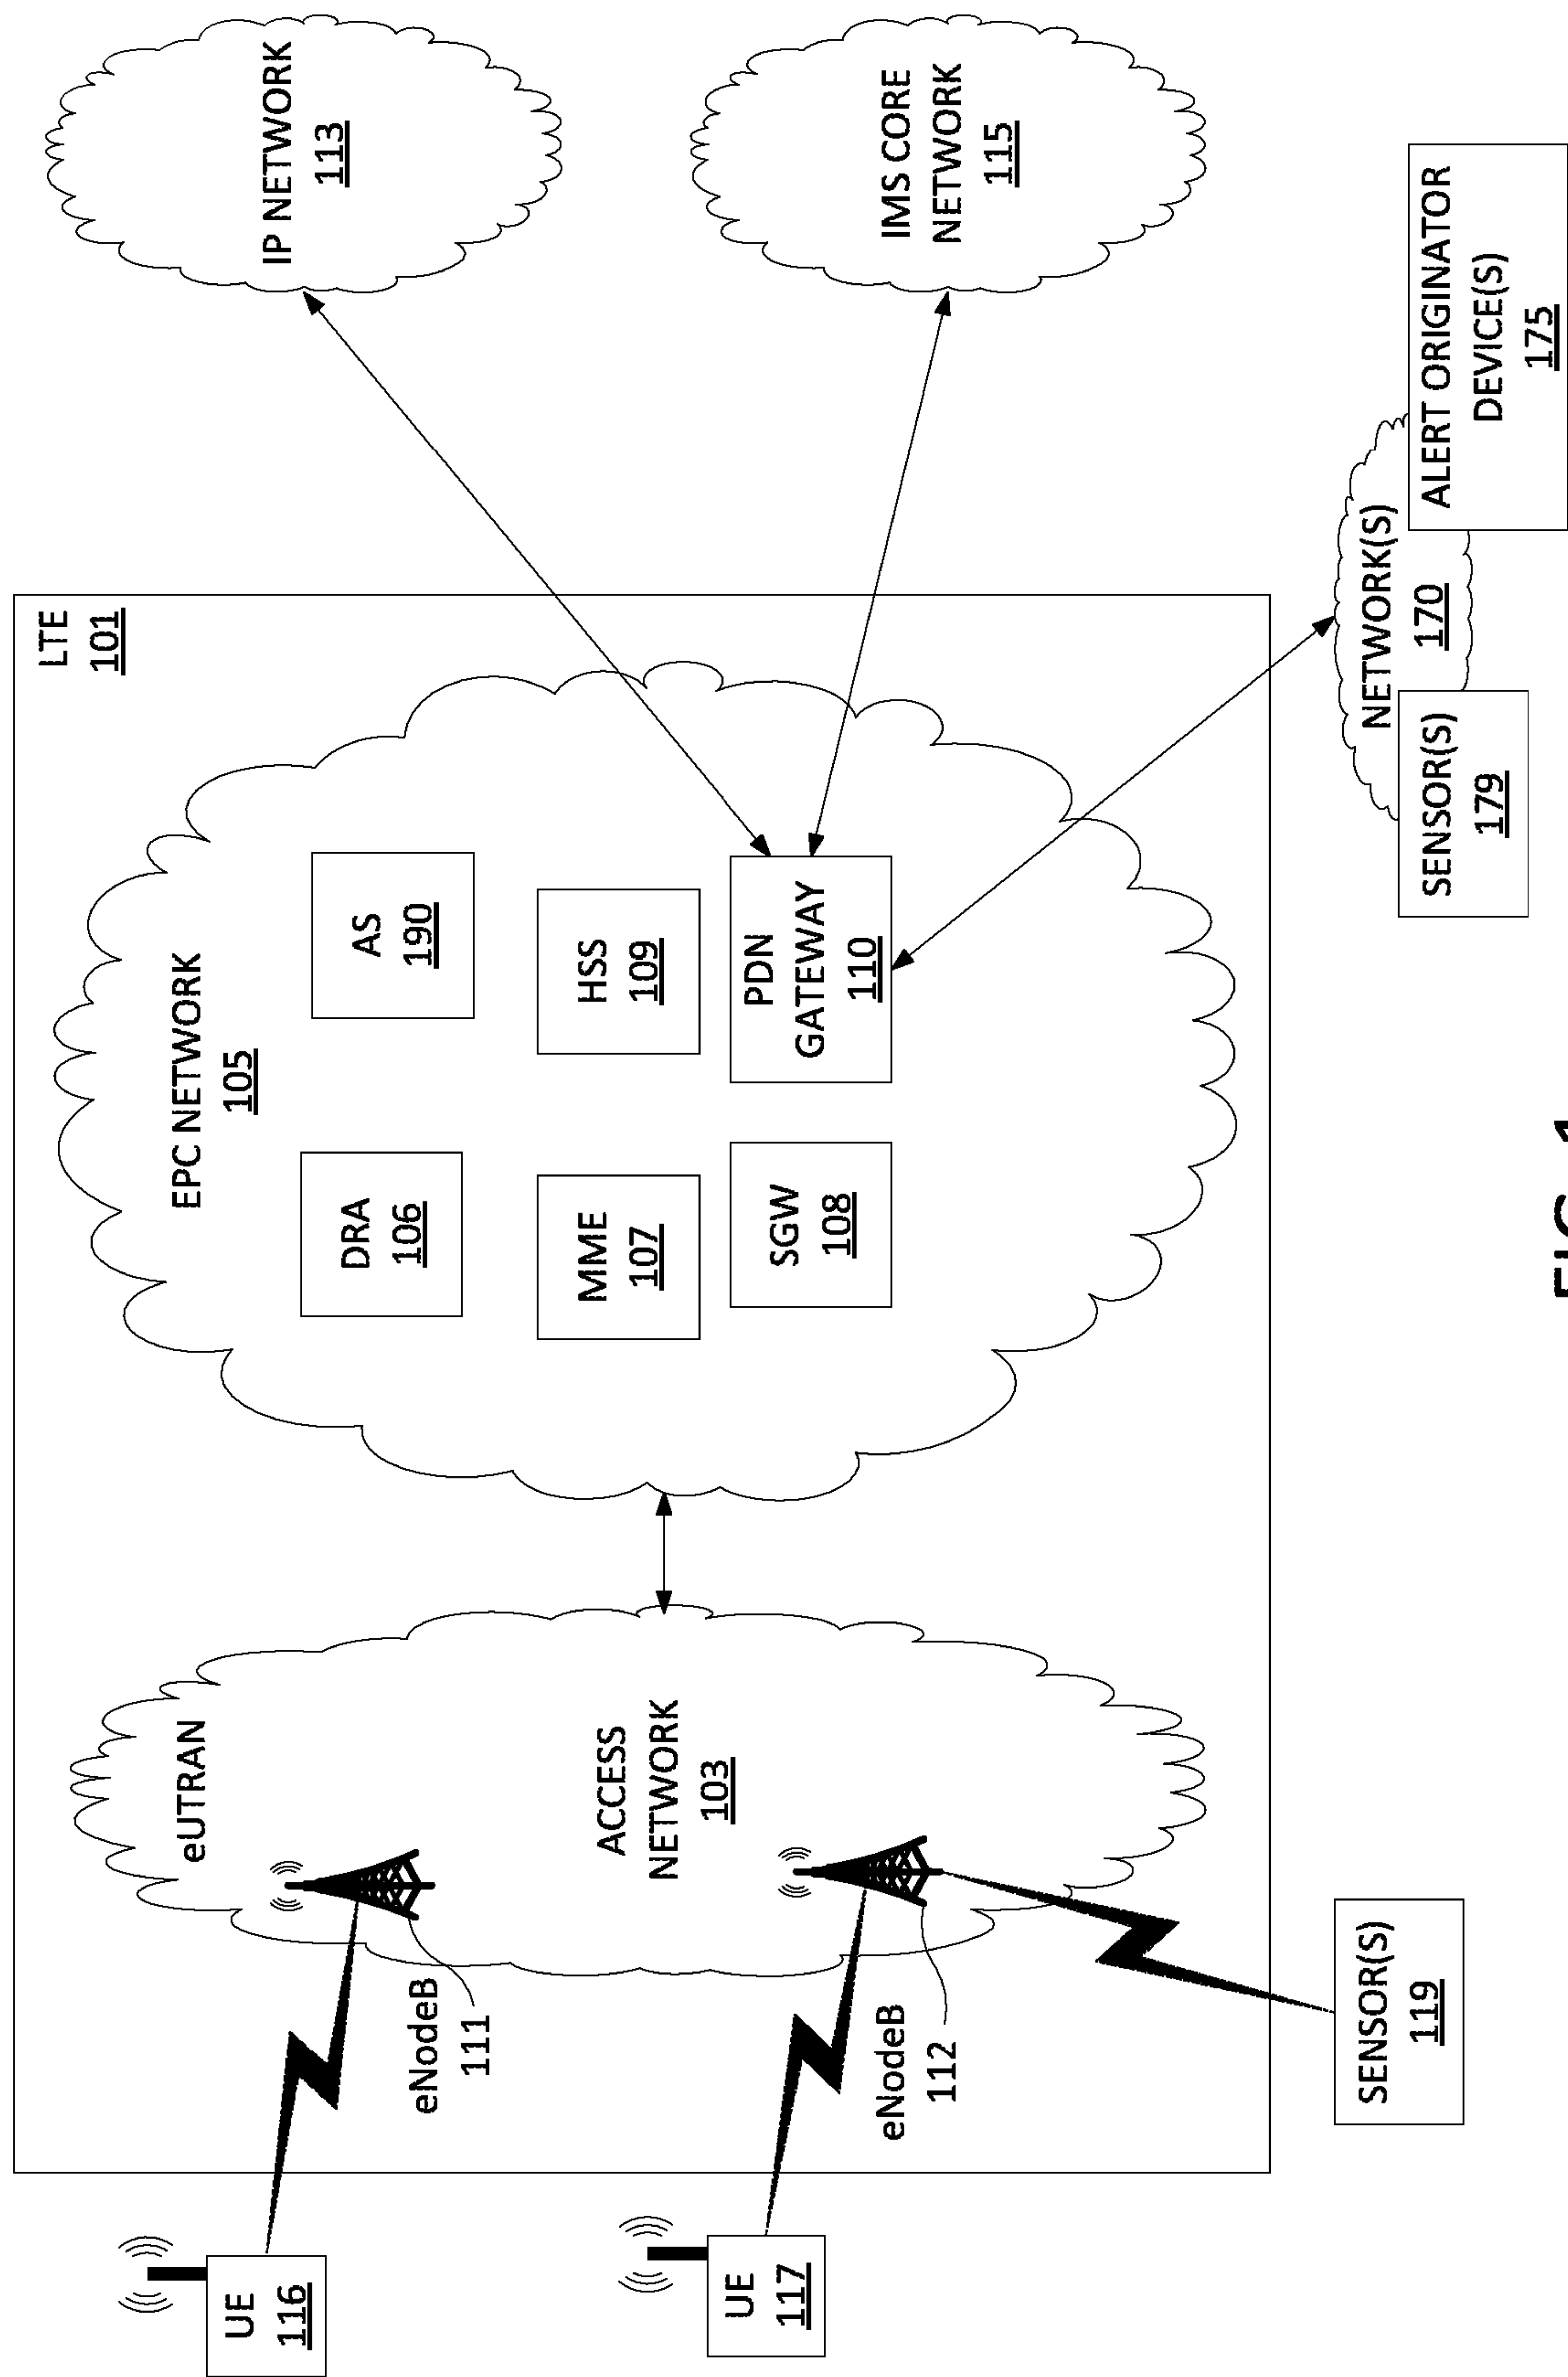 LTE
101
eUTRAN
EPC NETWORK
105
IP NETWORK
113
UE
116
eNodeB
111
DRA
106
AS
190
ACCESS
NETWORK
103
MME
107
HSS
109
UE
117
eNodeB
112
SGW
108
PDN
GATEWAY
110
IMS CORE
NETWORK
115
SENSOR(S)
119
NETWORK(S)
170
SENSOR(S)
179
ALERT ORIGINATOR
DEVICE(S)
175
FIG. 1